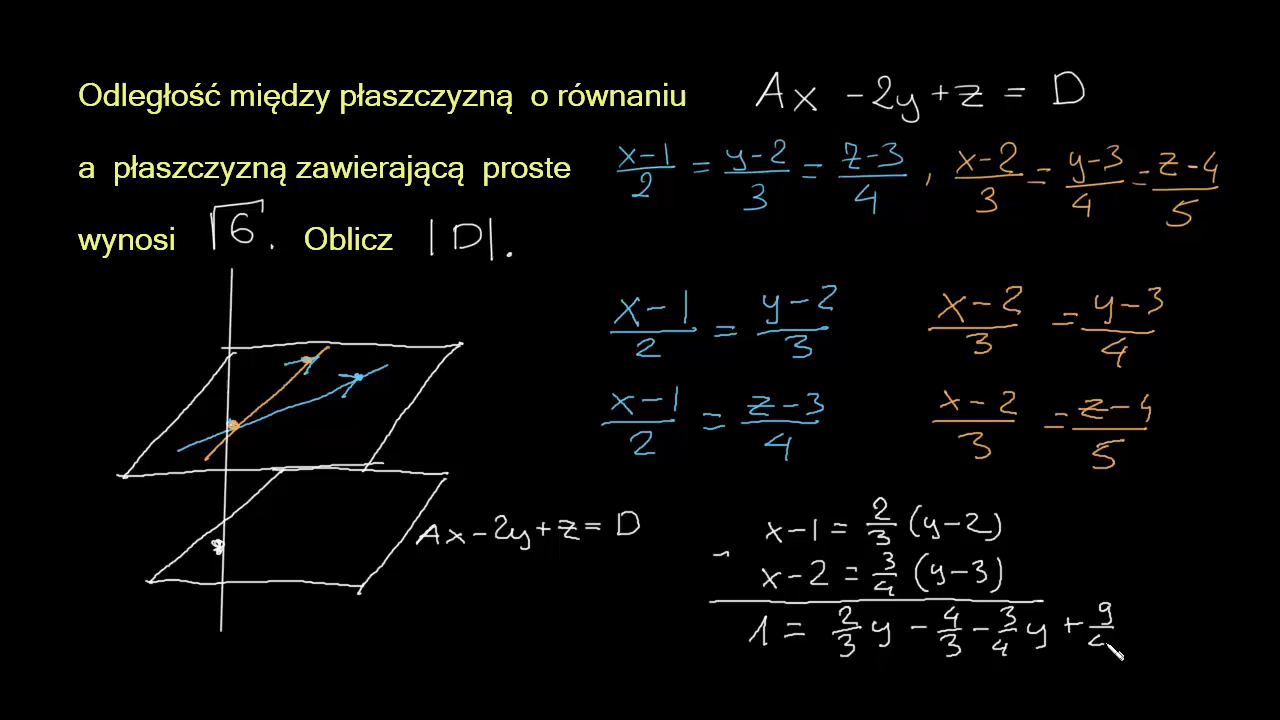 Odległość między płaszczyzną o równaniu Ax - 2y + z = D
a płaszczyzną zawierającą proste (x-1)/2 = (y-2)/3 = (z-3)/4 , (x-2)/3 = (y-3)/4 = (z-4)/5
wynosi √6 . Oblicz |D|.
(x-1)/2 = (y-2)/3 (x-2)/3 = (y-3)/4
(x-1)/2 = (z-3)/4 (x-2)/3 = (z-4)/5
Ax - 2y + z = D
x-1 = 2/3 (y-2)
- x-2 = 3/4 (y-3)
1 = 2/3 y - 4/3 - 3/4 y + 9/4